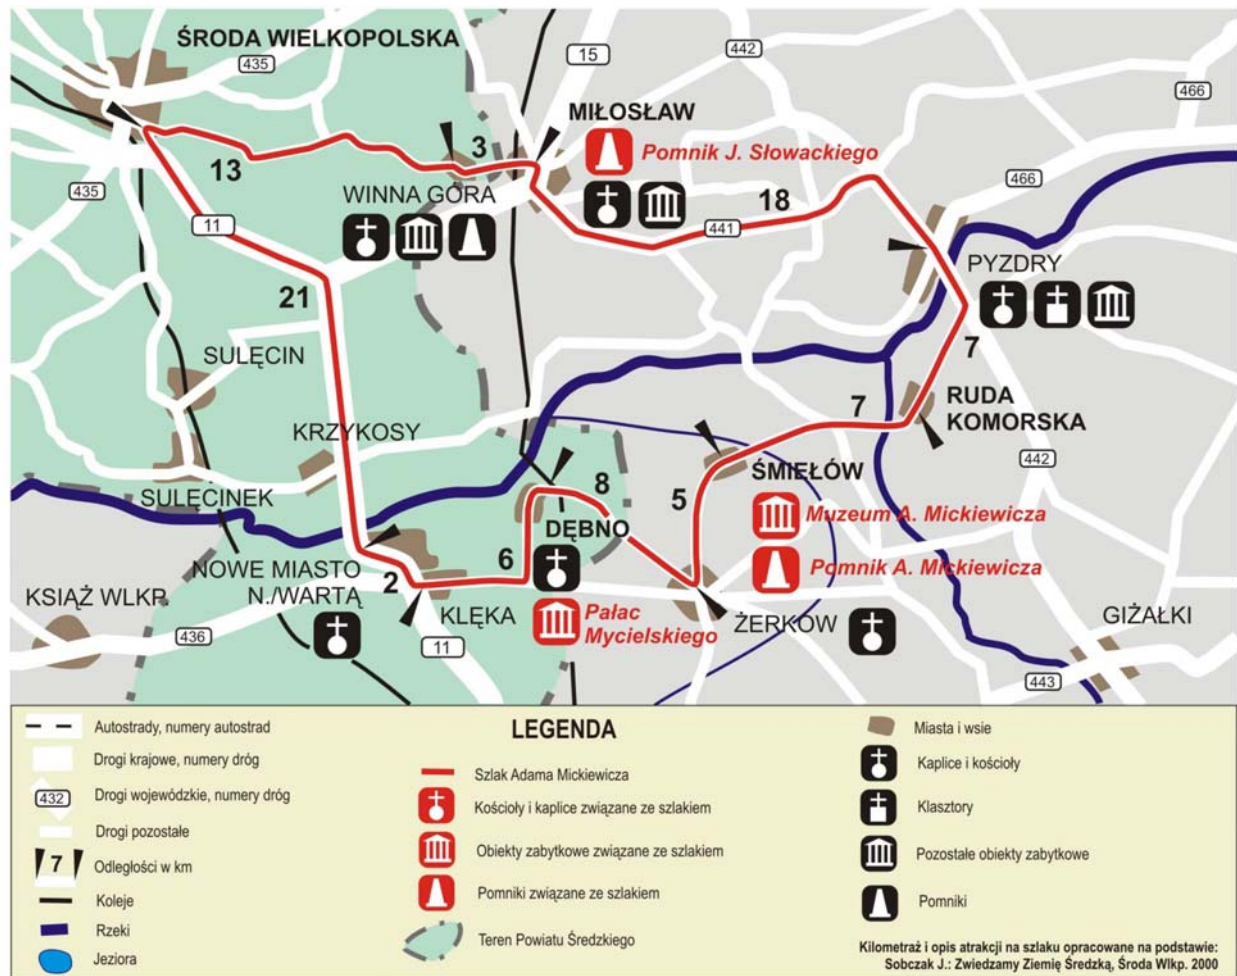 ŚRODA WIELKOPOLSKA
435
15
442
466
MIŁOSŁAW
Pomnik J. Słowackiego
3
13
435
WINNA GÓRA
18
466
11
441
PYZDRY
21
7
SULĘCIN
7
RUDA
KOMORSKA
KRZYKOSY
442
ŚMIEŁÓW
SULĘCINEK
8
5
DĘBNO
Muzeum A. Mickiewicza
6
NOWE MIASTO
N./WARTĄ
2
Pomnik A. Mickiewicza
KSIĄŻ WLKP.
KLĘKA
Pałac
Mycielskiego
ŻERKÓW
GIŻAŁKI
436
11
443
LEGENDA
Autostrady, numery autostrad
Drogi krajowe, numery dróg
432 Drogi wojewódzkie, numery dróg
Drogi pozostałe
7 Odległości w km
Koleje
Rzeki
Jeziora
Szlak Adama Mickiewicza
Kościoły i kaplice związane ze szlakiem
Obiekty zabytkowe związane ze szlakiem
Pomniki związane ze szlakiem
Teren Powiatu Średzkiego
Miasta i wsie
Kaplice i kościoły
Klasztory
Pozostałe obiekty zabytkowe
Pomniki
Kilometraż i opis atrakcji na szlaku opracowane na podstawie:
Sobczak J.: Zwiedzamy Ziemię Średzką, Środa Wlkp. 2000